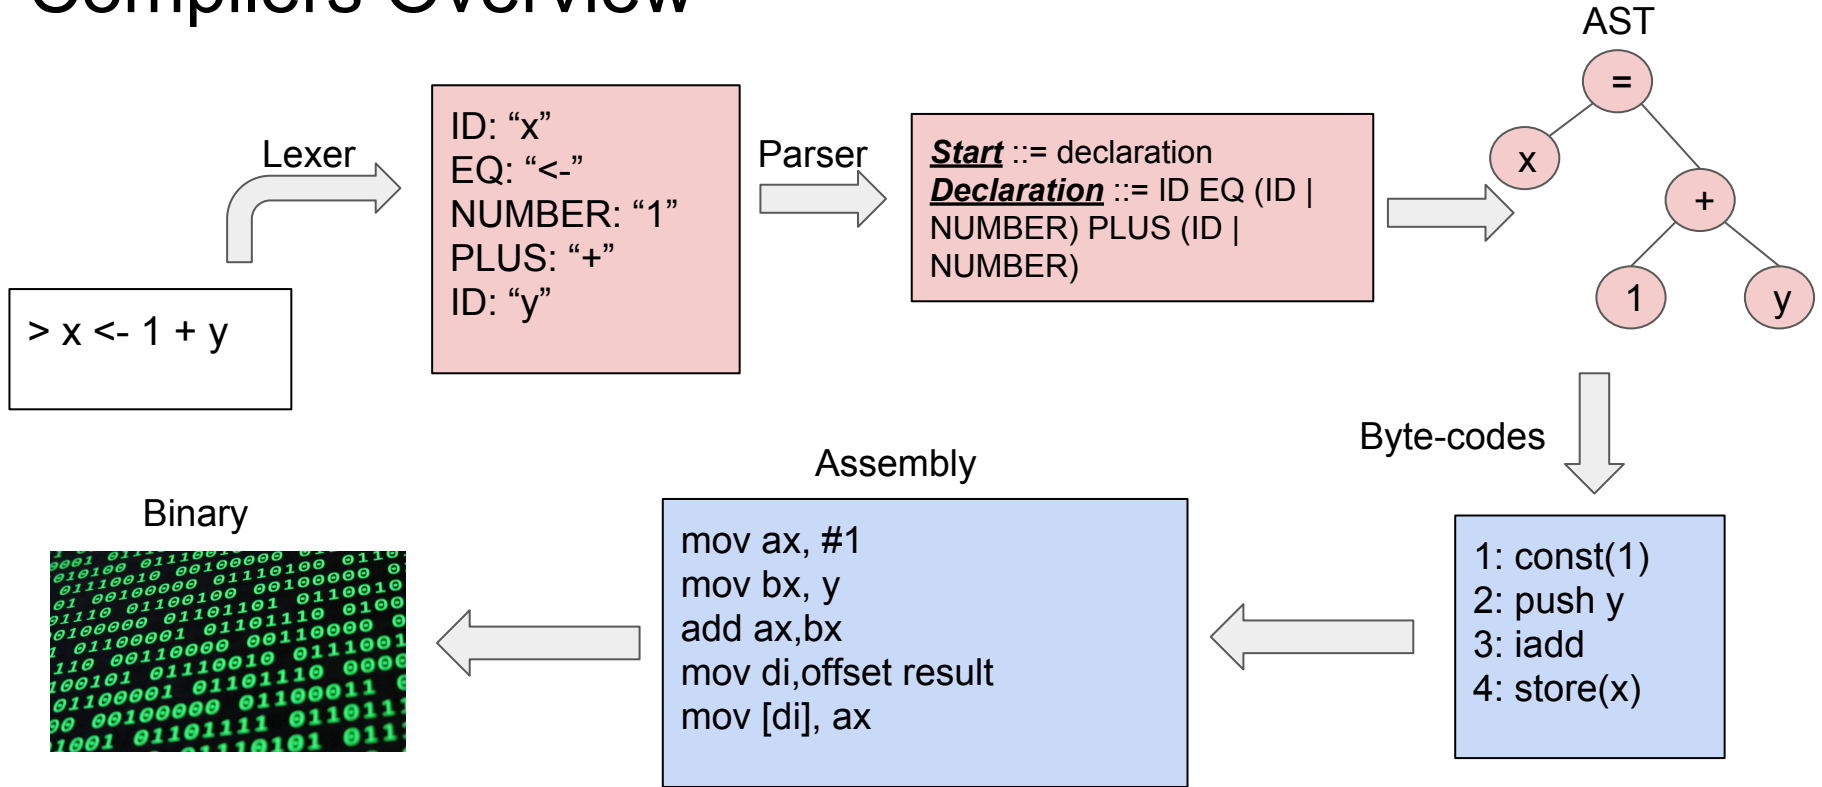 Compilers Overview
Lexer
> x <- 1 + y
ID: “x”
EQ: “<-”
NUMBER: “1”
PLUS: “+”
ID: “y”
Parser
Start ::= declaration
Declaration ::= ID EQ (ID |
NUMBER) PLUS (ID |
NUMBER)
AST
=
x
+
1
y
Byte-codes
1: const(1)
2: push y
3: iadd
4: store(x)
Assembly
mov ax, #1
mov bx, y
add ax,bx
mov di,offset result
mov [di], ax
Binary